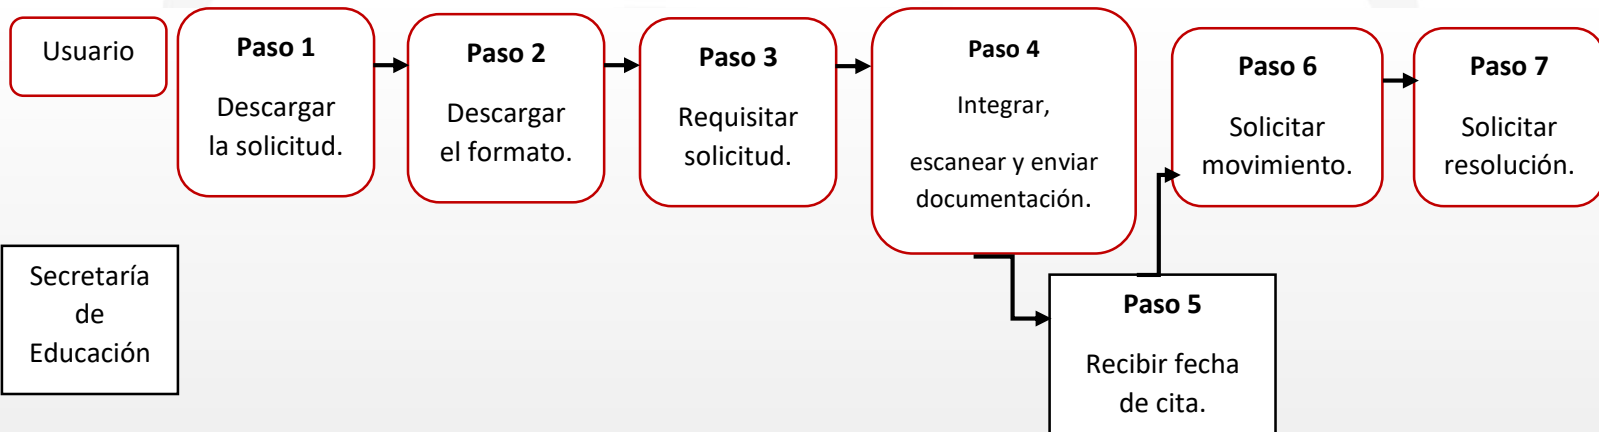 Usuario
Paso 1
Descargar
la solicitud.
Paso 2
Descargar
el formato.
Paso 3
Requisitar
solicitud.
Paso 4
Integrar,
escanear y enviar
documentación.
Paso 6
Solicitar
movimiento.
Paso 7
Solicitar
resolución.
Secretaría
de
Educación
Paso 5
Recibir fecha
de cita.